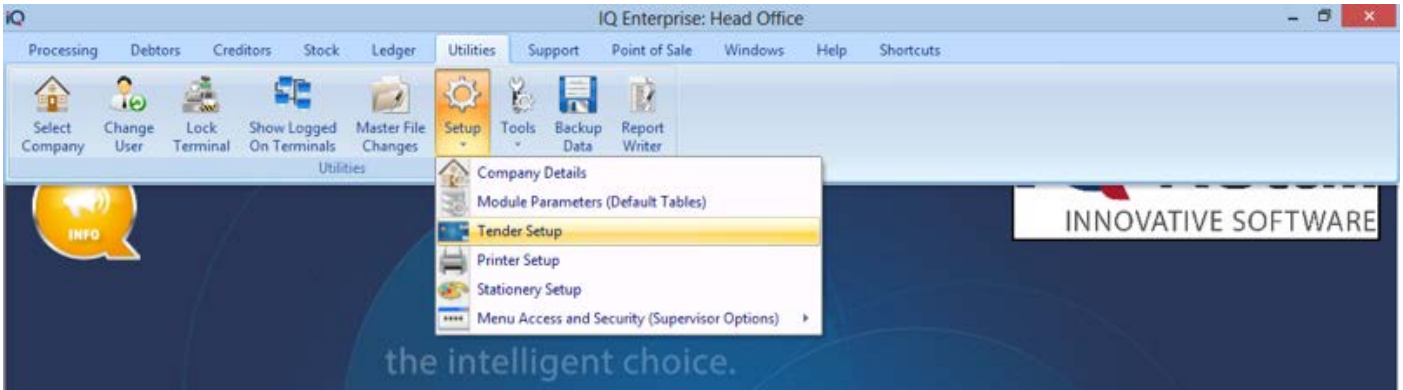 iQ IQ Enterprise: Head Office
Processing Debtors Creditors Stock Ledger Utilities Support Point of Sale Windows Help Shortcuts
Select Company
Change User
Lock Terminal
Show Logged On Terminals
Master File Changes
Setup
Tools
Backup Data
Report Writer
Utilities
Company Details
Module Parameters (Default Tables)
Tender Setup
Printer Setup
Stationery Setup
Menu Access and Security (Supervisor Options)
INFO
INNOVATIVE SOFTWARE
the intelligent choice.